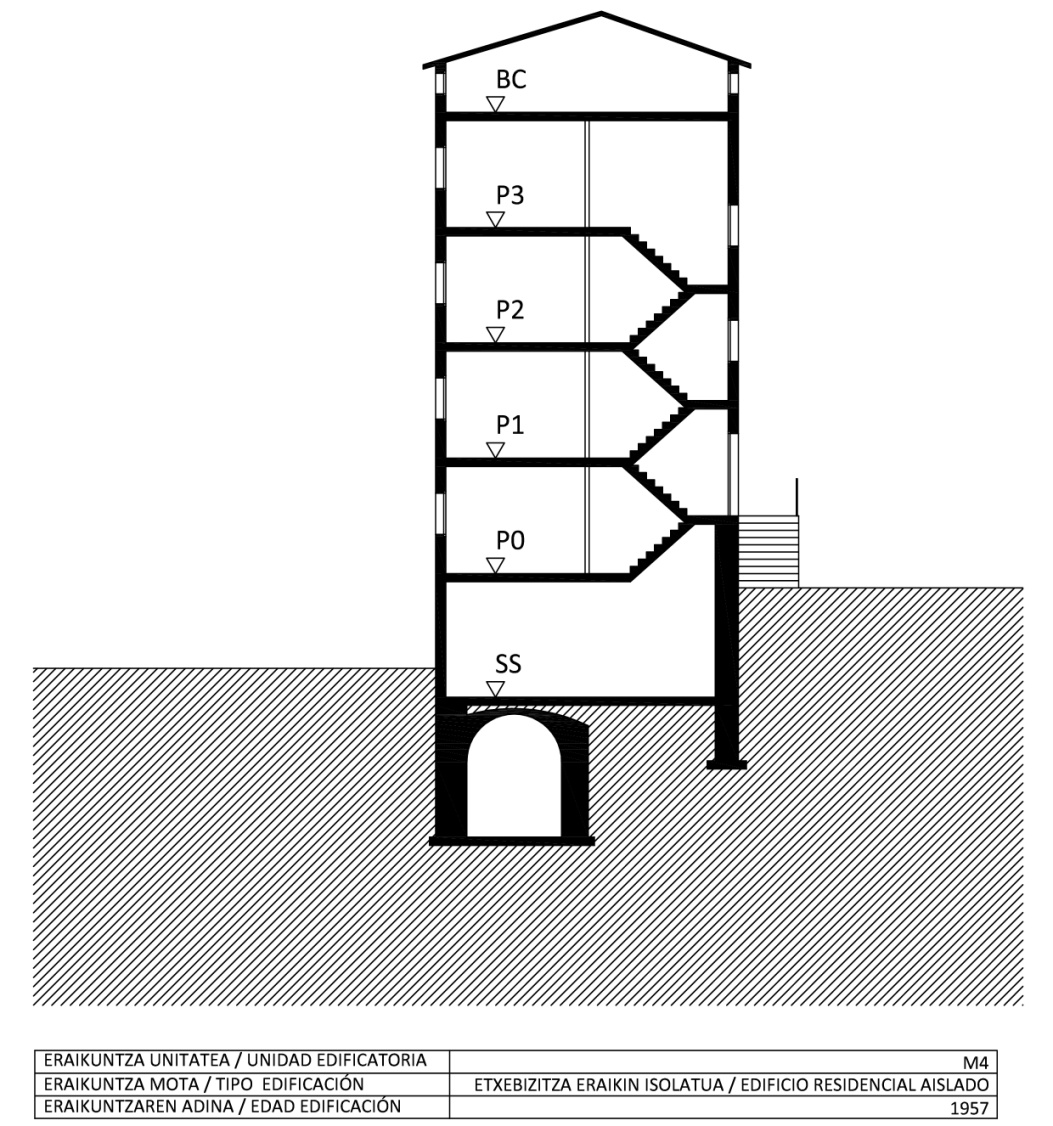 BC
P3
P2
P1
P0
SS
ERAIKUNTZA UNITATEA / UNIDAD EDIFICATORIA M4
ERAIKUNTZA MOTA / TIPO EDIFICACIÓN ETXEBIZITZA ERAIKIN ISOLATUA / EDIFICIO RESIDENCIAL AISLADO
ERAIKUNTZAREN ADINA / EDAD EDIFICACIÓN 1957